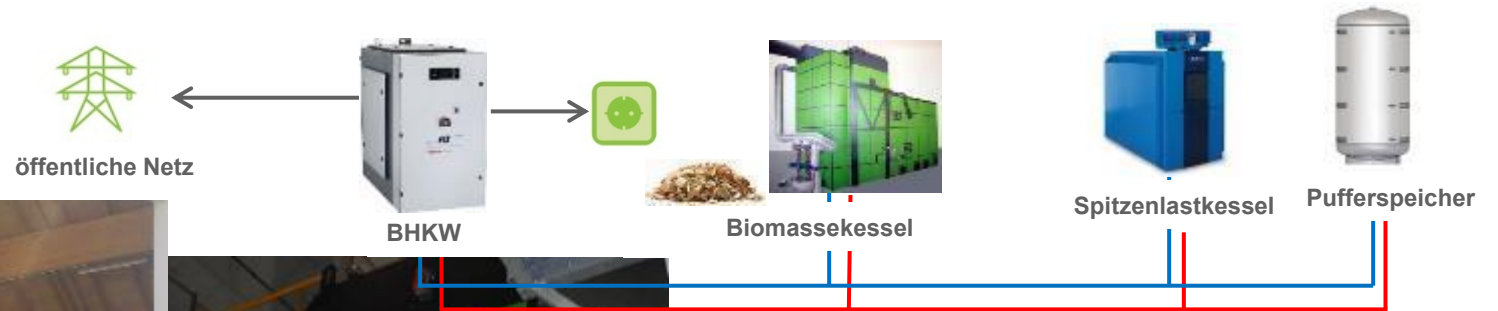 öffentliche Netz
BHKW
Biomassekessel
Spitzenlastkessel
Pufferspeicher